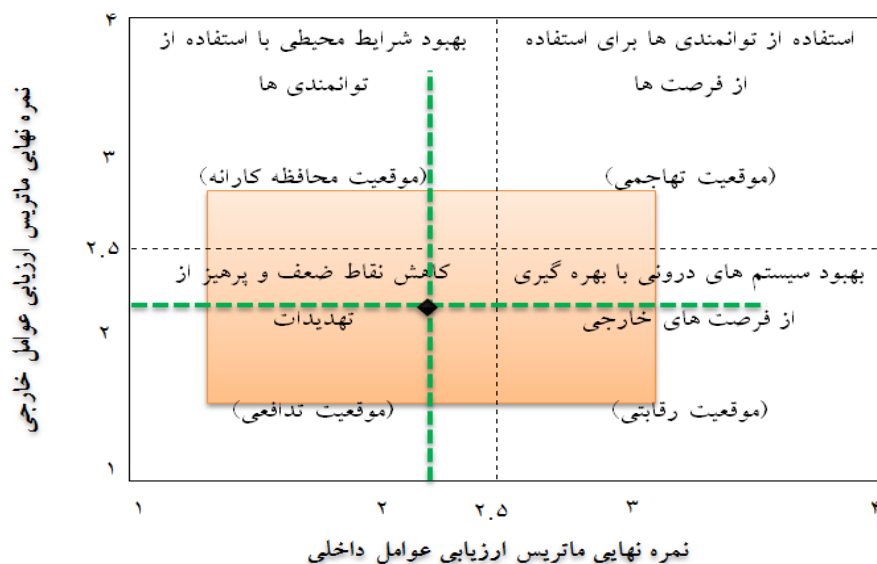 نمره نهایی ماتریس ارزیابی عوامل خارجی
۴
استفاده از توانمندی ها برای استفاده
از فرصت ها
(موقعیت تهاجمی)
بهبود شرایط محیطی با استفاده از
توانمندی ها
(موقعیت محافظه کارانه)
۳
۲.۵
بهبود سیستم های درونی با بهره گیری
از فرصت های خارجی
(موقعیت رقابتی)
کاهش نقاط ضعف و پرهیز از
تهدیدات
(موقعیت تدافعی)
۲
۱
۱ ۲ ۲.۵ ۳ ۴
نمره نهایی ماتریس ارزیابی عوامل داخلی